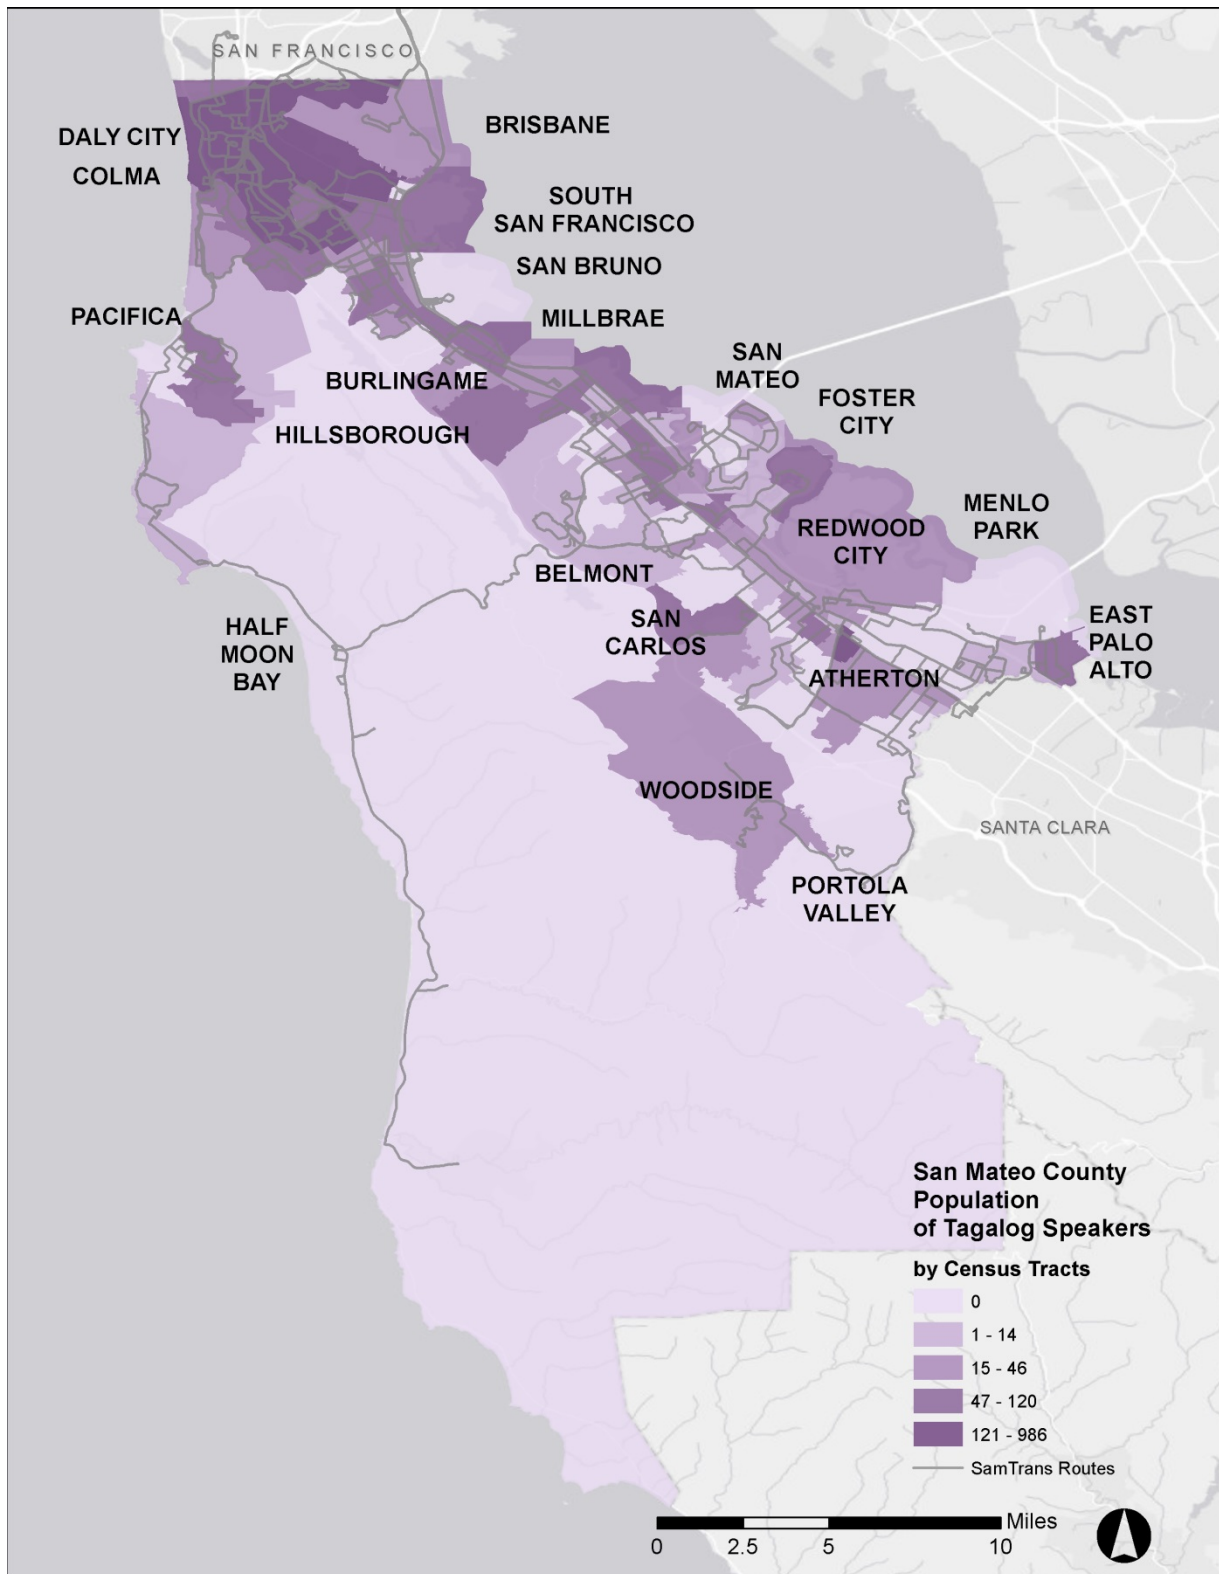 SAN FRANCISCO
BRISBANE
DALY CITY
COLMA
SOUTH
SAN FRANCISCO
SAN BRUNO
PACIFICA
MILLBRAE
SAN
MATEO
BURLINGAME
FOSTER
CITY
HILLSBOROUGH
MENLO
PARK
REDWOOD
CITY
BELMONT
HALF
MOON
BAY
SAN
CARLOS
EAST
PALO
ALTO
ATHERTON
WOODSIDE
SANTA CLARA
PORTOLA
VALLEY
San Mateo County
Population
of Tagalog Speakers
by Census Tracts
0
1 - 14
15 - 46
47 - 120
121 - 986
SamTrans Routes
Miles
0 2.5 5 10